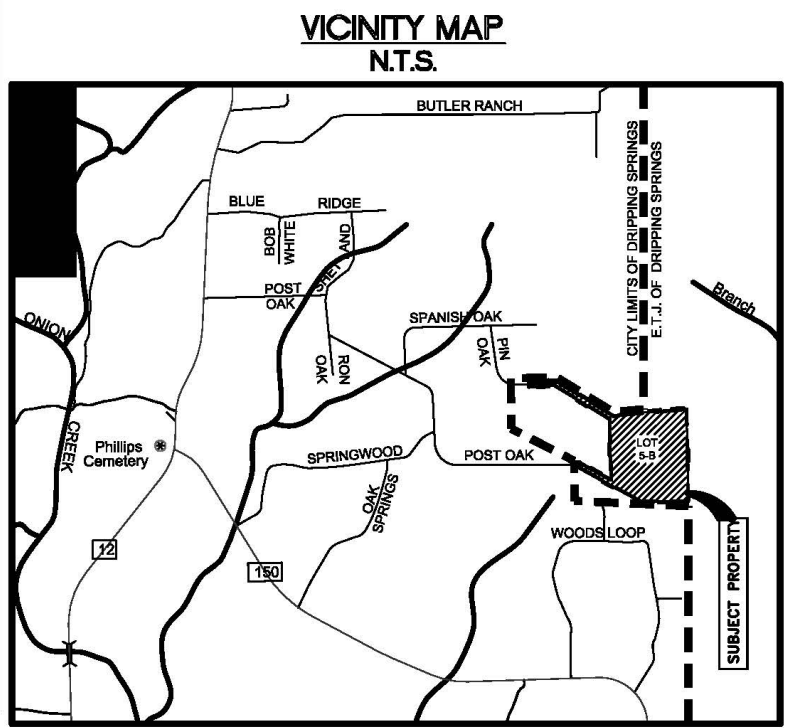 VICINITY MAP
N.T.S.
BUTLER RANCH
CITY LIMITS OF DRIPPING SPRINGS
E.T.J. OF DRIPPING SPRINGS
BLUE RIDGE
BOB
WHITE
SHETLAND
POST
OAK
Branch
ONION
CREEK
SPANISH OAK
PIN
OAK
RON
OAK
Phillips
Cemetery
SPRINGWOOD
POST OAK
LOT
5-B
OAK
SPRINGS
WOODS LOOP
12
150
SUBJECT PROPERTY